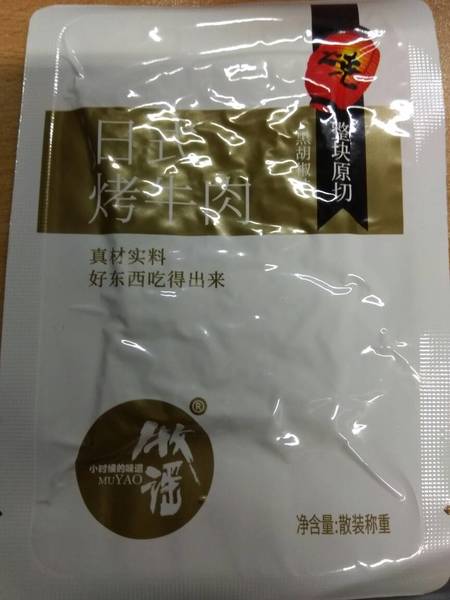 日式
烤牛肉
黑胡椒
整块原切
真材实料
好东西吃得出来
®
小时候的味道
MUYAO
谣
净含量:散装称重